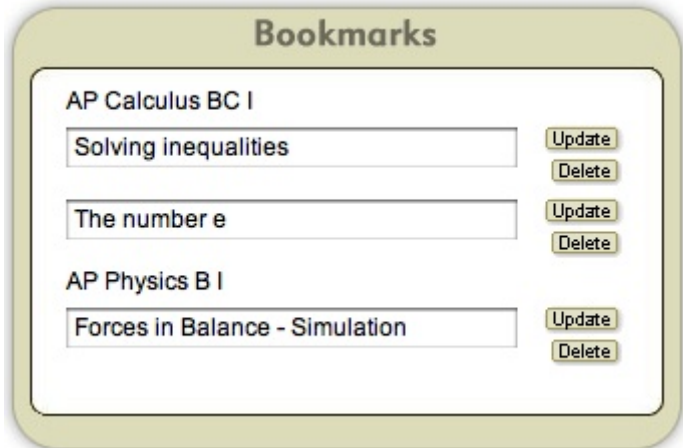 Bookmarks
AP Calculus BC I
Solving inequalities
Update
Delete
The number e
Update
Delete
AP Physics B I
Forces in Balance - Simulation
Update
Delete